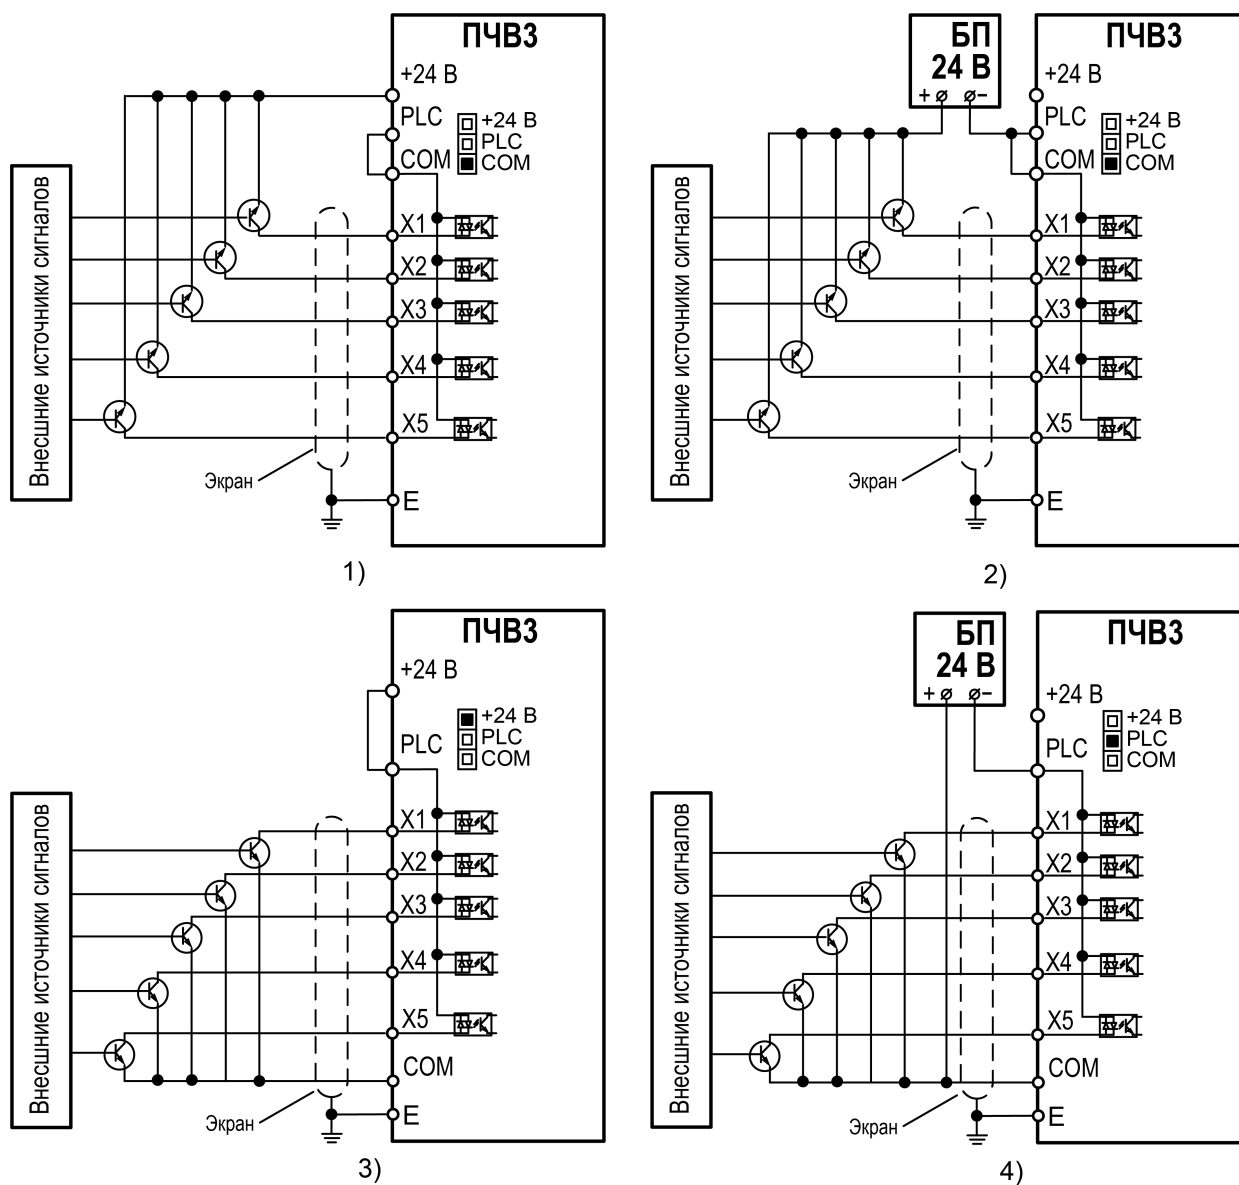 ПЧВ3
+24 В
PLC
+24 В
PLC
COM
COM
Внешние источники сигналов
X1
X2
X3
X4
X5
Экран
E
1)
БП
24 В
+ –
ПЧВ3
+24 В
PLC
+24 В
PLC
COM
COM
Внешние источники сигналов
X1
X2
X3
X4
X5
Экран
E
2)
ПЧВ3
+24 В
+24 В
PLC
COM
PLC
Внешние источники сигналов
X1
X2
X3
X4
X5
COM
Экран
E
3)
БП
24 В
+ –
ПЧВ3
+24 В
+24 В
PLC
COM
PLC
Внешние источники сигналов
X1
X2
X3
X4
X5
COM
Экран
E
4)